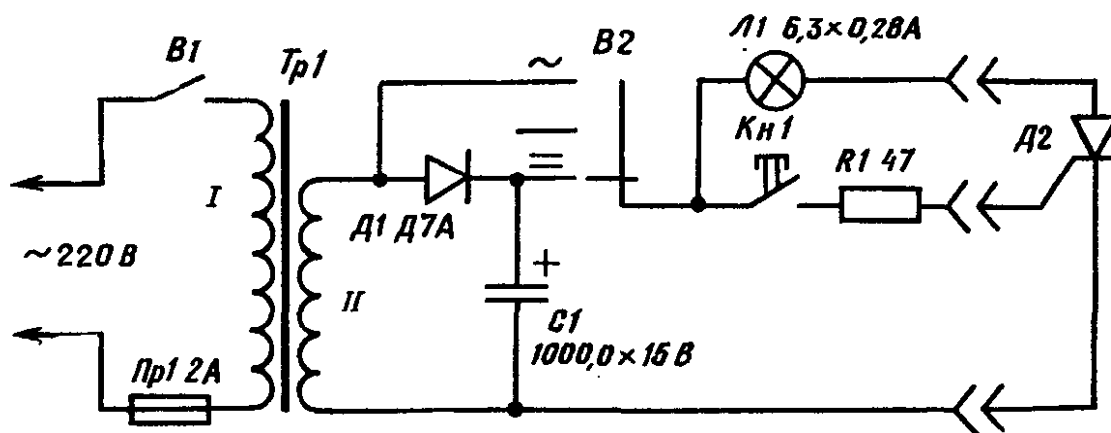 В1
Тр1
~
В2
Л1 6,3×0,28А
Кн1
Д2
R1 47
I
~220 В
Д1 Д7А
II
+
С1
1000,0×15 В
Пр1 2А